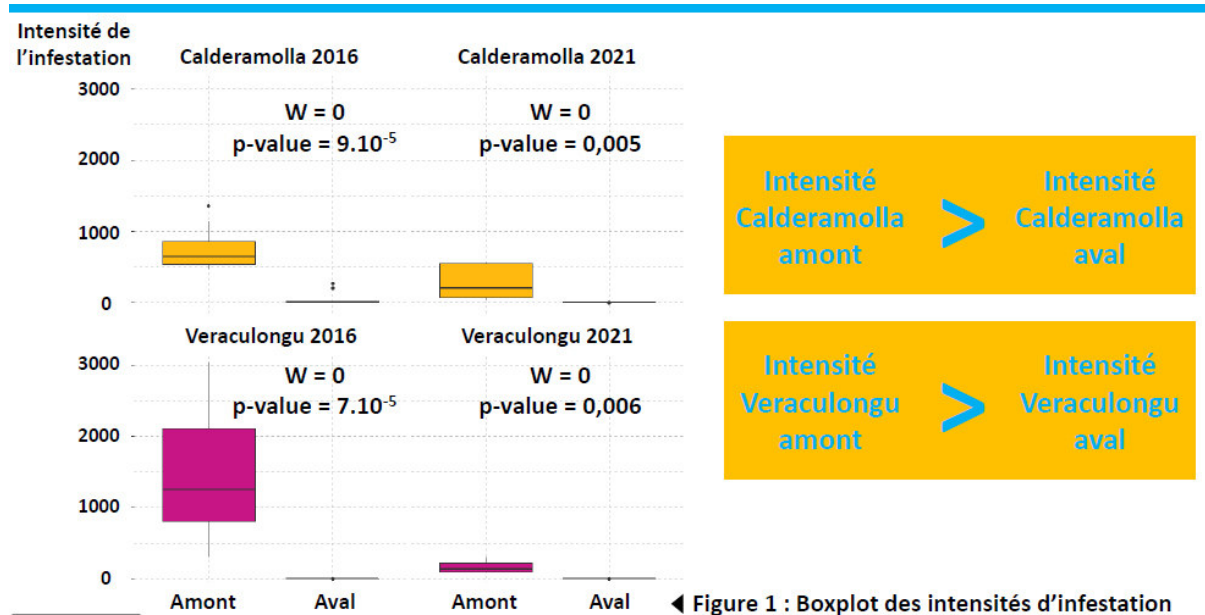 Intensité de
l’infestation
Calderamolla 2016
Calderamolla 2021
3000
2000
1000
0
W = 0
p-value = 9.10⁻⁵
W = 0
p-value = 0,005
Veraculongu 2016
Veraculongu 2021
3000
2000
1000
0
W = 0
p-value = 7.10⁻⁵
W = 0
p-value = 0,006
Amont
Aval
Amont
Aval
Intensité
Calderamolla
amont
>
Intensité
Calderamolla
aval
Intensité
Veraculongu
amont
>
Intensité
Veraculongu
aval
◀ Figure 1 : Boxplot des intensités d’infestation